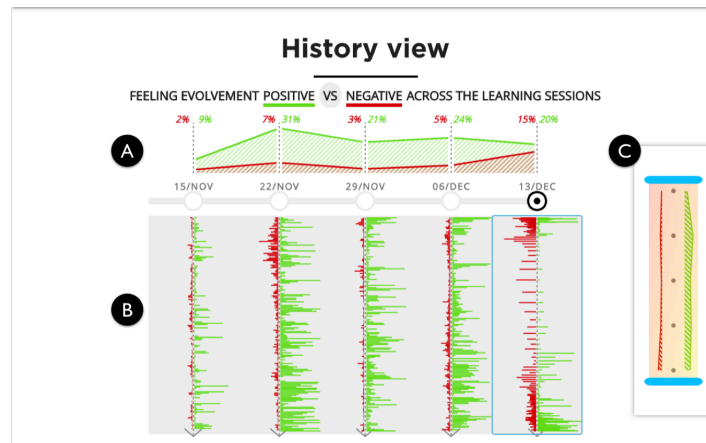 History view
FEELING EVOLVEMENT POSITIVE VS NEGATIVE ACROSS THE LEARNING SESSIONS
2% 9% 7% 31% 3% 21% 5% 24% 15% 20%
A
C
15/NOV 22/NOV 29/NOV 06/DEC 13/DEC
B